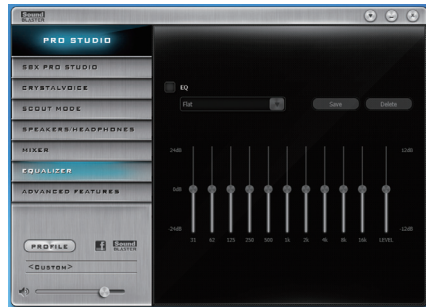 Sound
BLASTER
PRO STUDIO
SBX PRO STUDIO
CRYSTALVOICE
SCOUT MODE
SPEAKERS/HEADPHONES
MIXER
EQUALIZER
ADVANCED FEATURES
PROFILE
f
Sound
BLASTER
<CUSTOM>
EQ
Flat
Save
Delete
24dB
12dB
0dB
-24dB
-12dB
31 62 125 250 500 1k 2k 4k 8k 16k LEVEL